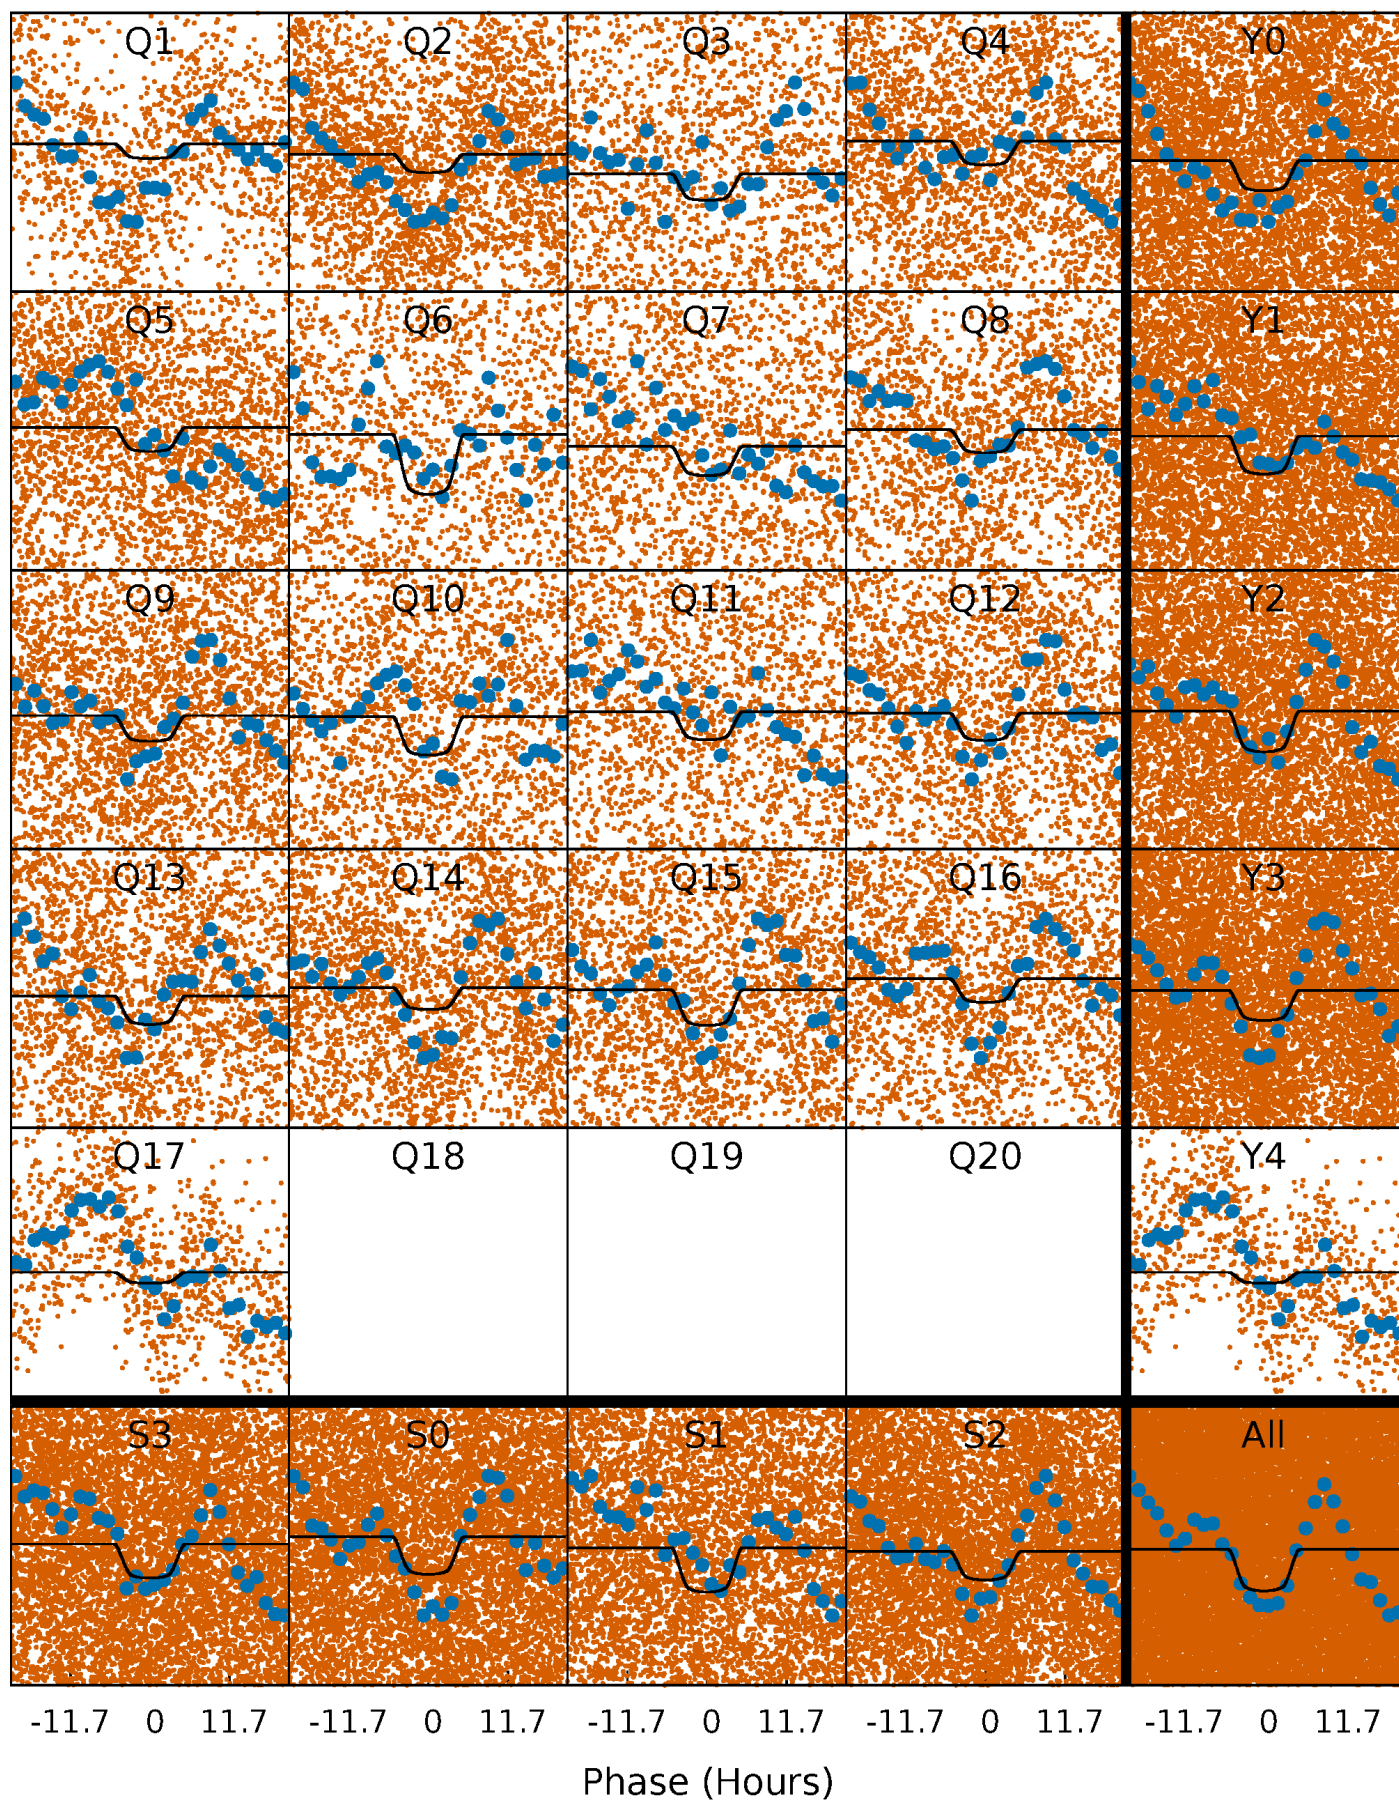 Q1 Q2 Q3 Q4 Y0
Q5 Q6 Q7 Q8 Y1
Q9 Q10 Q11 Q12 Y2
Q13 Q14 Q15 Q16 Y3
Q17 Q18 Q19 Q20 Y4
S3 S0 S1 S2 All
-11.7 0 11.7 -11.7 0 11.7 -11.7 0 11.7 -11.7 0 11.7 -11.7 0 11.7
Phase (Hours)